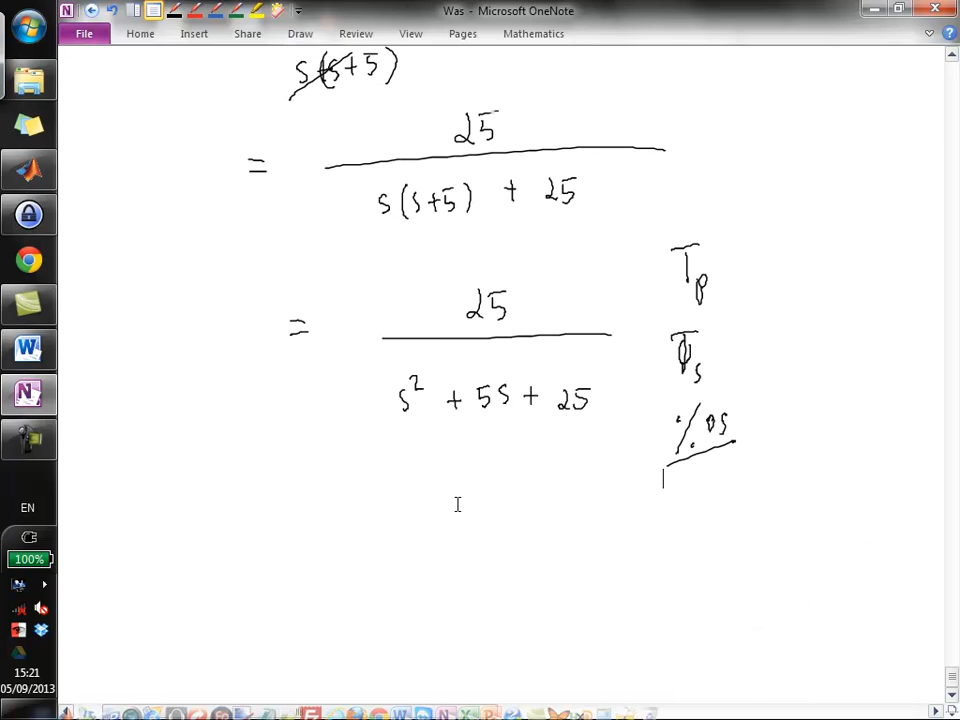 Was - Microsoft OneNote
File Home Insert Share Draw Review View Pages Mathematics
s(s+5)
= 25
s(s+5) + 25
Tp
= 25
s² + 5s + 25
Ts
%OS
EN
100%
15:21
05/09/2013